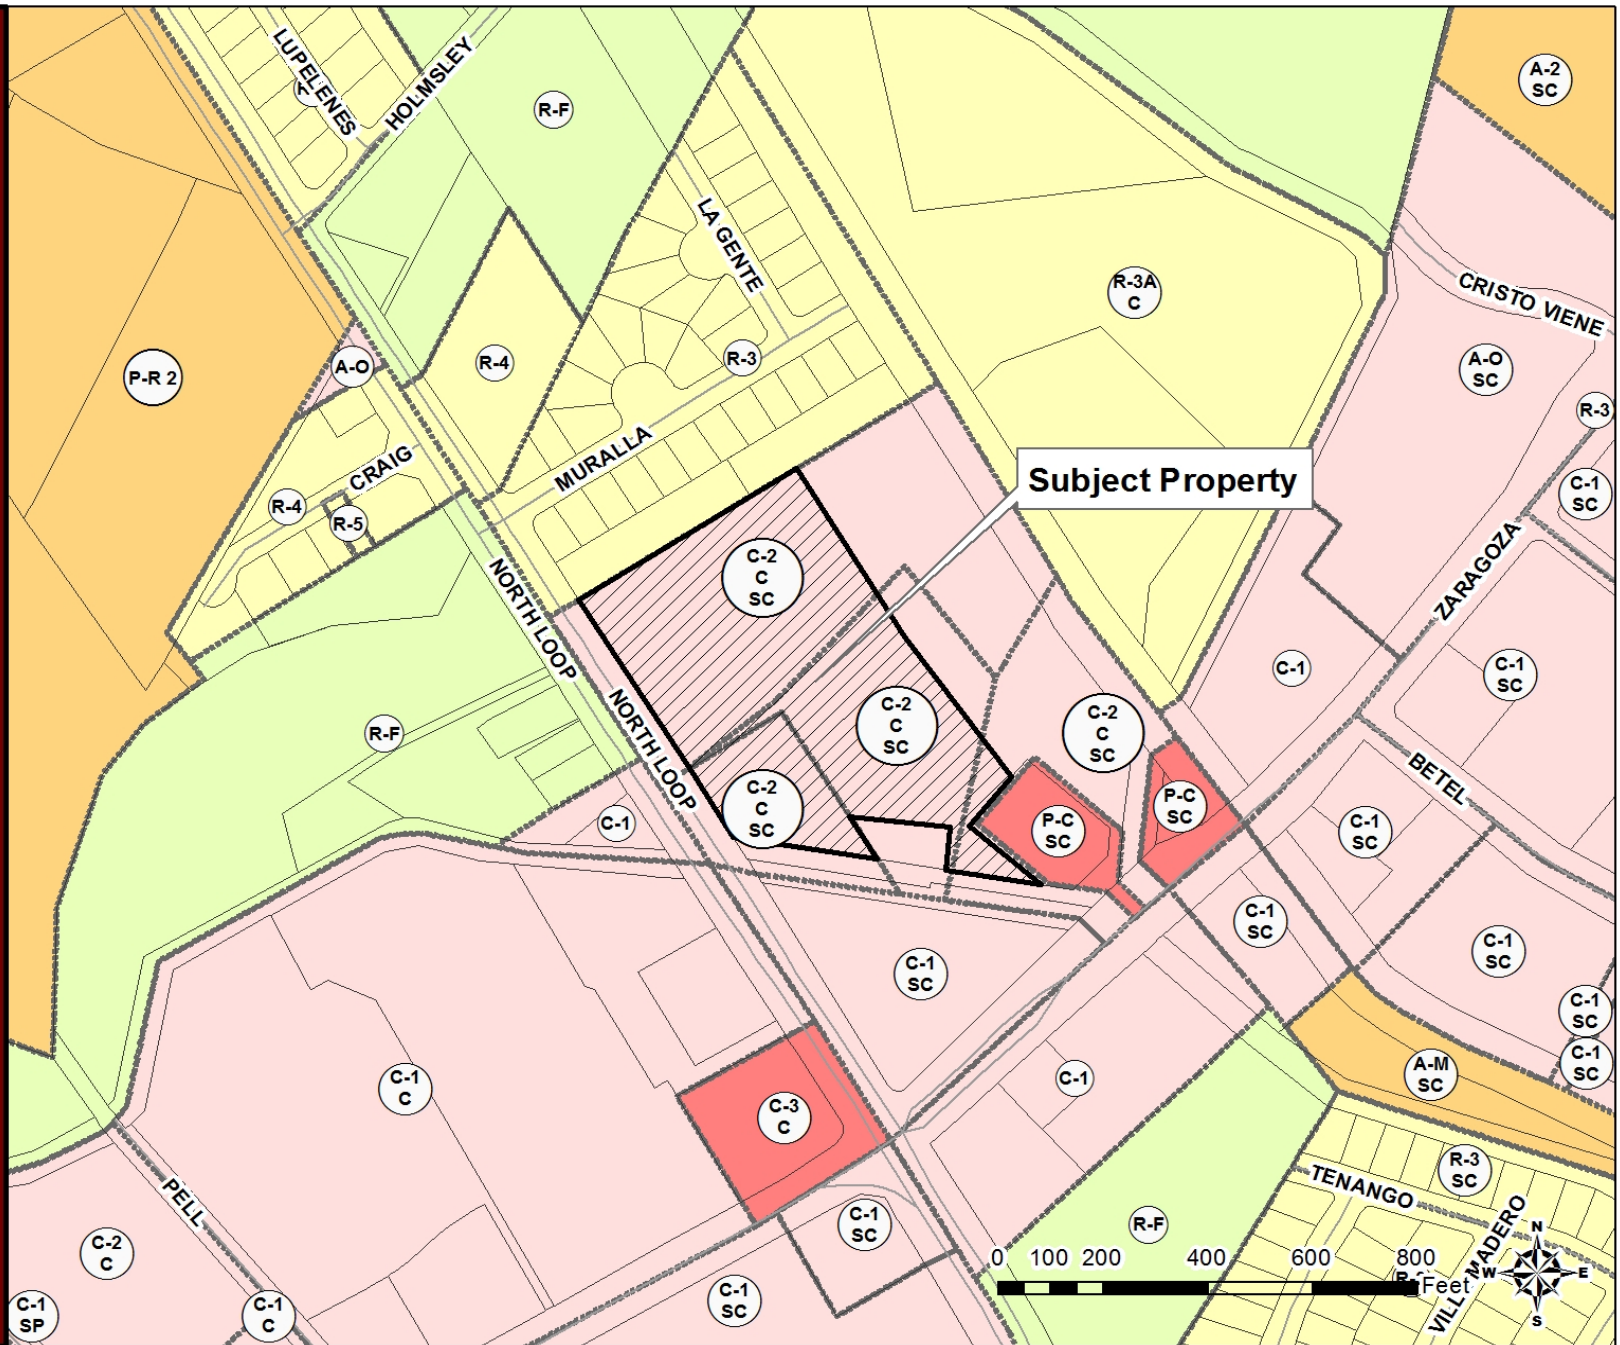 LUPELENES
HOLMSLEY
R-F
A-2
SC
LA GENTE
R-3A
C
CRISTO VIENE
P-R 2
A-O
R-4
R-3
A-O
SC
R-3
MURALLA
CRAIG
Subject Property
C-1
SC
R-4
R-5
C-2
C
SC
ZARAGOZA
NORTH LOOP
C-1
C-1
SC
R-F
NORTH LOOP
C-2
C
SC
C-2
C
SC
BETEL
C-2
C
SC
P-C
SC
C-1
P-C
SC
C-1
SC
C-1
SC
C-1
SC
C-1
SC
C-1
SC
C-1
SC
C-1
C
C-1
A-M
SC
C-3
C
PELL
R-3
SC
TENANGO
R-F
C-1
SC
VILLA MADERO
C-2
C
C-1
SC
C-1
SP
C-1
C
0 100 200 400 600 800
Feet
N
W
E
S